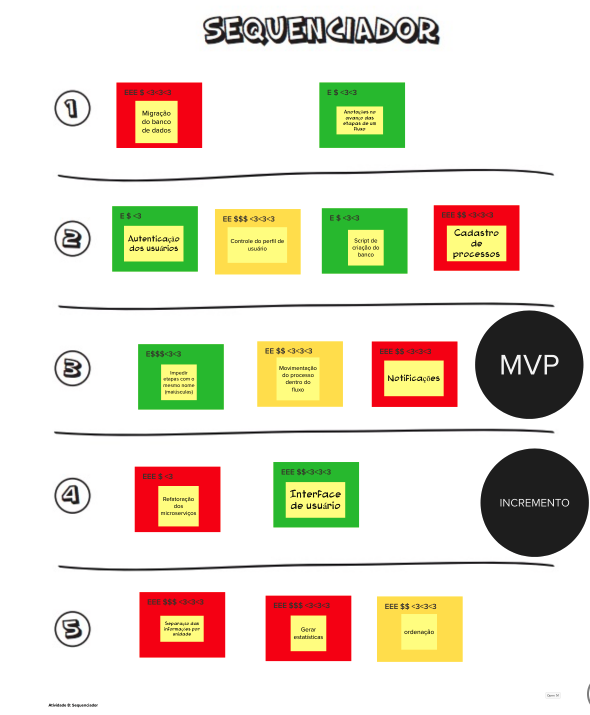 SEQUENCIADOR
1
EEE $ <3<3<3
Migração
do banco
de dados
E $ <3<3
Anotações no
avanço das
etapas de um
fluxo
2
E $ <3
Autenticação
dos usuários
EE $$$ <3<3<3
Controle do perfil de
usuário
E $ <3<3
Script de
criação do
banco
EEE $$ <3<3<3
Cadastro
de
processos
3
E$$$<3<3
Impedir
etapas com o
mesmo nome
(maiúsculas)
EE $$ <3<3<3
Movimentação
do processo
dentro do
fluxo
EEE $$ <3<3<3
Notificações
MVP
4
EEE $ <3
Refatoração
dos
microserviços
EEE $$<3<3<3
Interface
de usuário
INCREMENTO
5
EEE $$$ <3<3<3
Separação das
informações por
unidade
EEE $$$ <3<3<3
Gerar
estatísticas
EEE $$ <3<3<3
ordenação
Atividade 8: Sequenciador